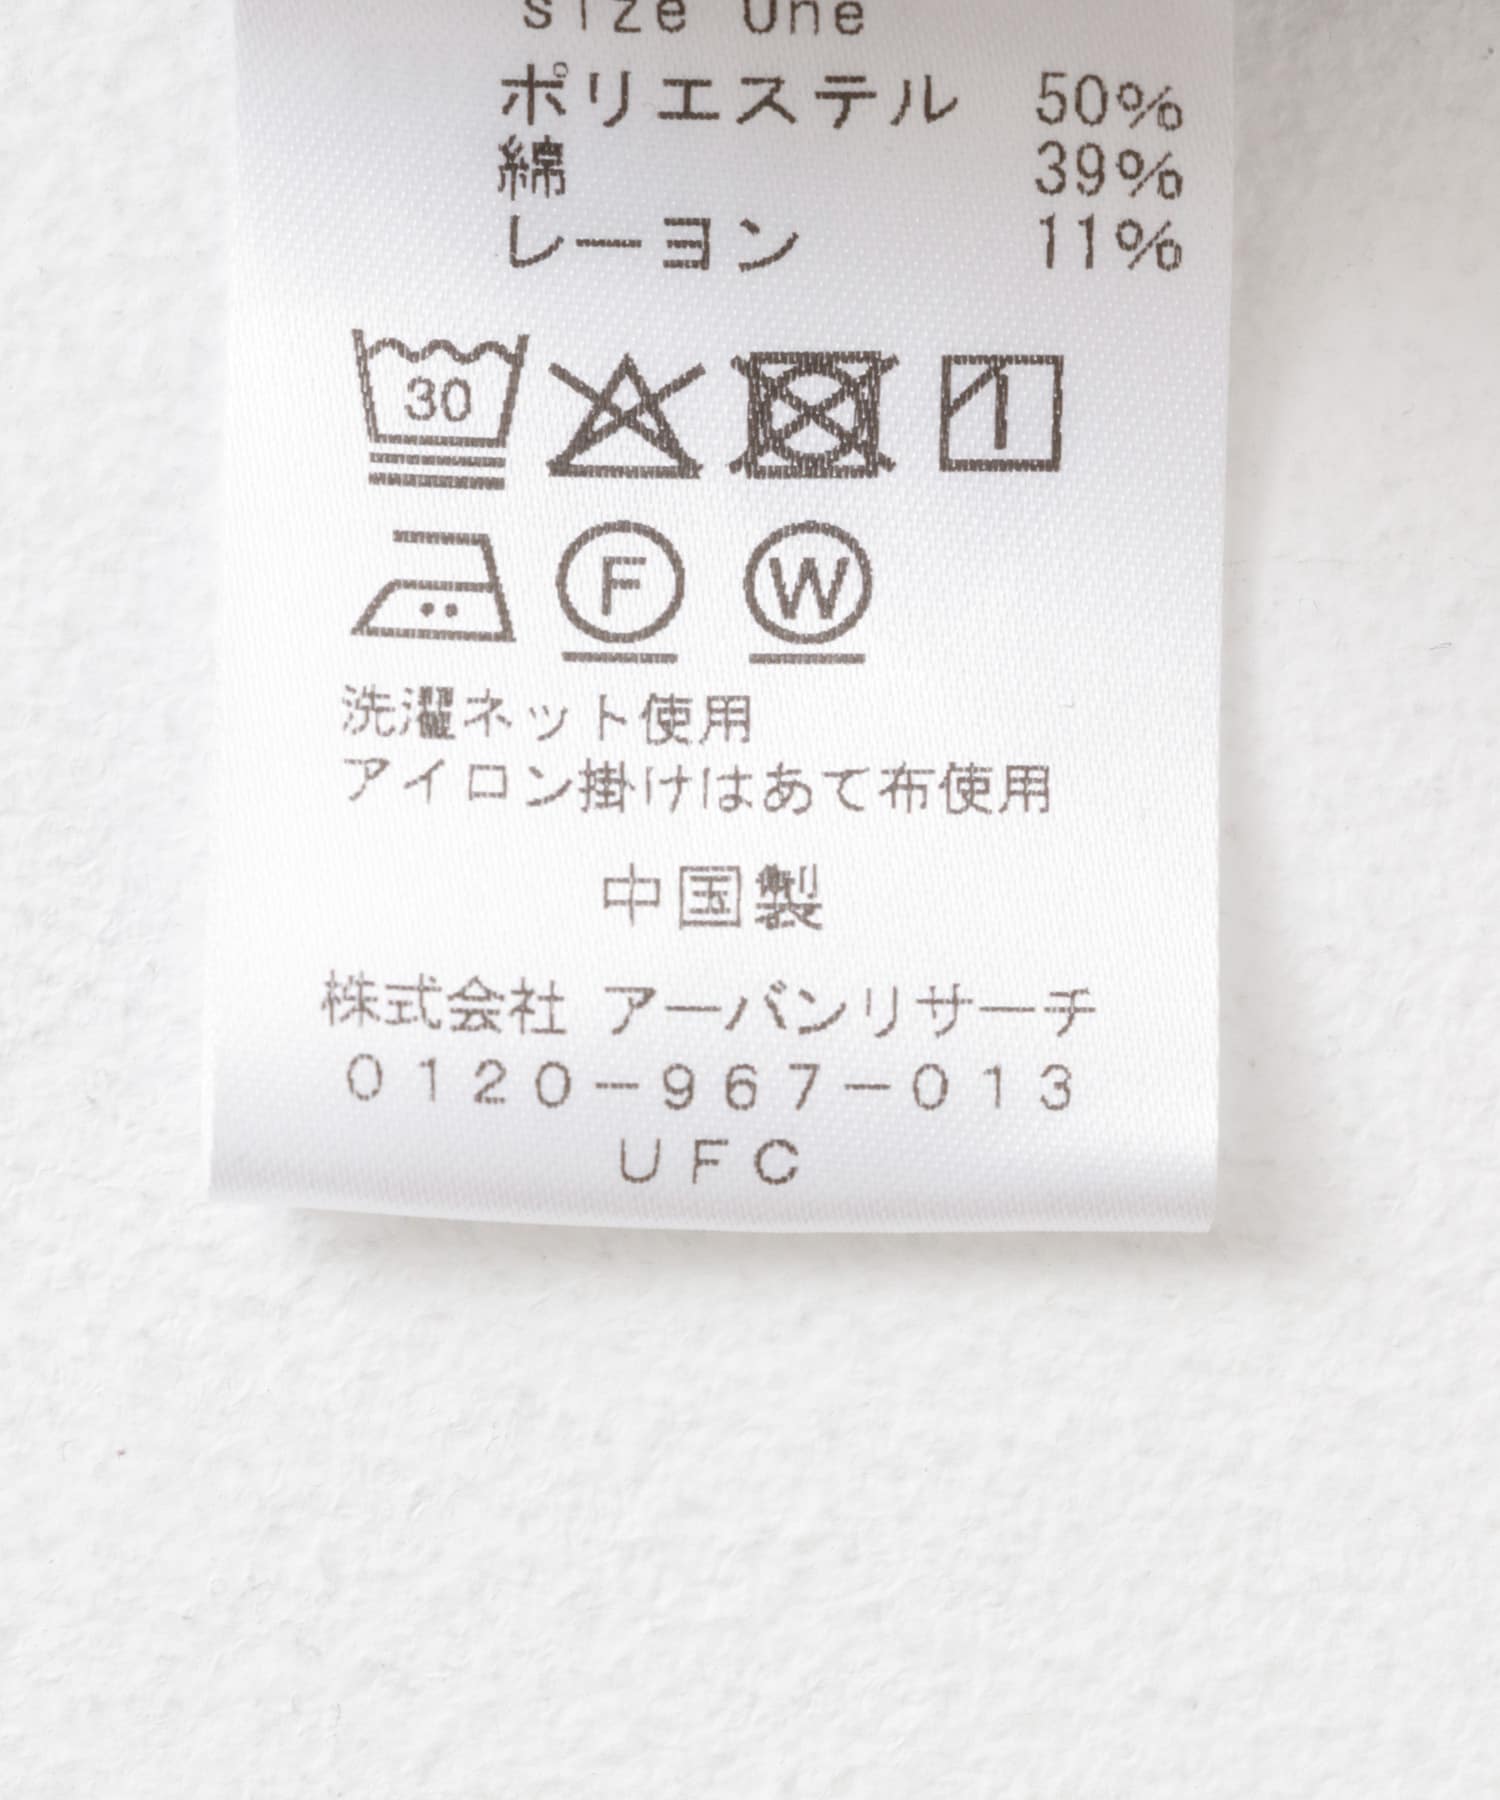 Size One
ポリエステル 50%
綿 39%
レーヨン 11%
30
F W
洗濯ネット使用
アイロン掛けはあて布使用
中国製
株式会社 アーバンリサーチ
0120-967-013
UFC